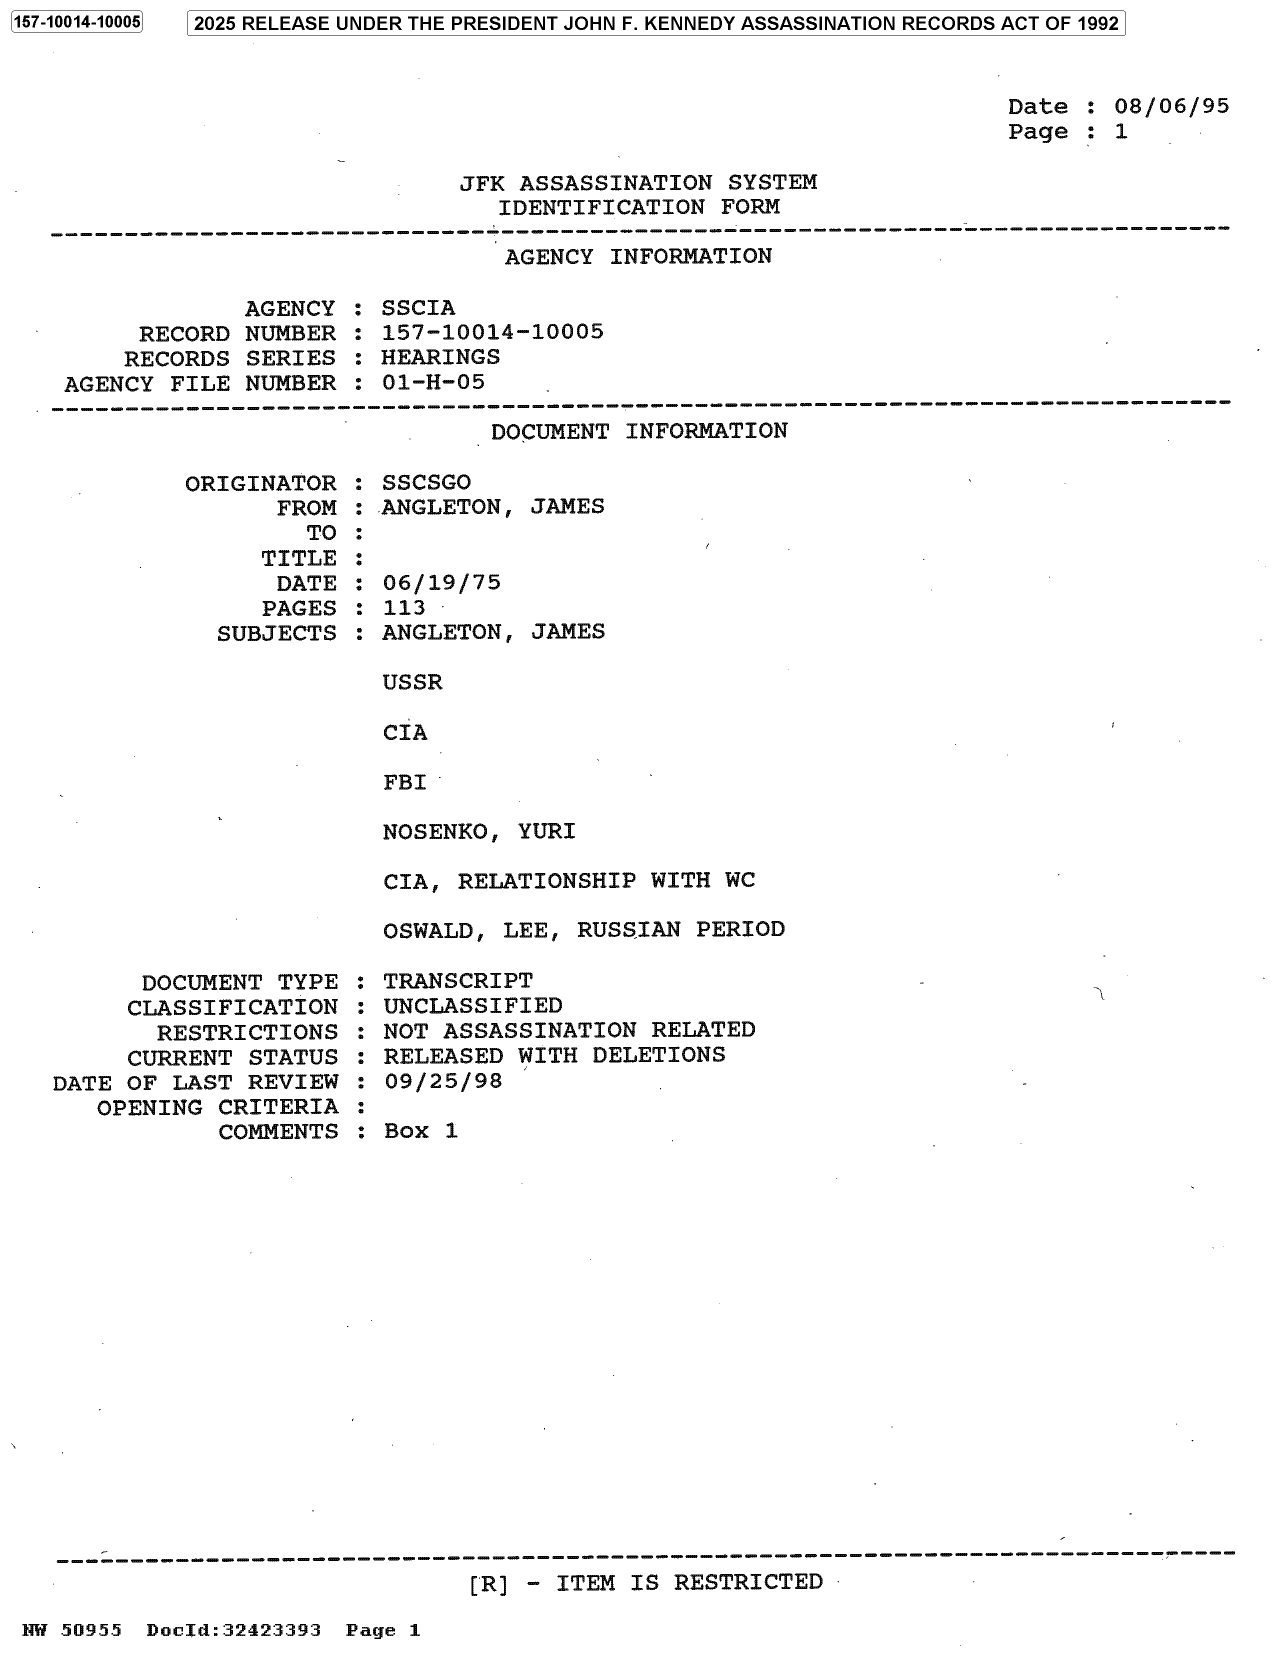 157-10014-10005
2025 RELEASE UNDER THE PRESIDENT JOHN F. KENNEDY ASSASSINATION RECORDS ACT OF 1992
Date : 08/06/95
Page : 1
JFK ASSASSINATION SYSTEM
IDENTIFICATION FORM
AGENCY INFORMATION
AGENCY : SSCIA
RECORD NUMBER : 157-10014-10005
RECORDS SERIES : HEARINGS
AGENCY FILE NUMBER : 01-H-05
DOCUMENT INFORMATION
ORIGINATOR : SSCSGO
FROM : ANGLETON, JAMES
TO :
TITLE :
DATE : 06/19/75
PAGES : 113
SUBJECTS : ANGLETON, JAMES
USSR
CIA
FBI
NOSENKO, YURI
CIA, RELATIONSHIP WITH WC
OSWALD, LEE, RUSSIAN PERIOD
DOCUMENT TYPE : TRANSCRIPT
CLASSIFICATION : UNCLASSIFIED
RESTRICTIONS : NOT ASSASSINATION RELATED
CURRENT STATUS : RELEASED WITH DELETIONS
DATE OF LAST REVIEW : 09/25/98
OPENING CRITERIA :
COMMENTS : Box 1
[R] - ITEM IS RESTRICTED
NW 50955 DocId:32423393 Page 1